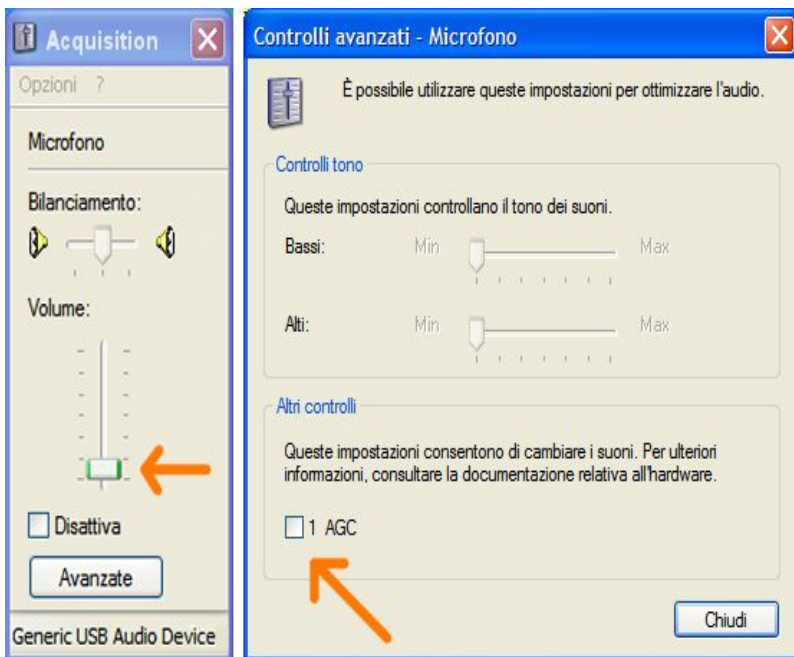 Acquisition
Opzioni ?
Microfono
Bilanciamento:
Volume:
Disattiva
Avanzate
Generic USB Audio Device
Controlli avanzati - Microfono
È possibile utilizzare queste impostazioni per ottimizzare l'audio.
Controlli tono
Queste impostazioni controllano il tono dei suoni.
Bassi: Min Max
Alti: Min Max
Altri controlli
Queste impostazioni consentono di cambiare i suoni. Per ulteriori
informazioni, consultare la documentazione relativa all'hardware.
1 AGC
Chiudi